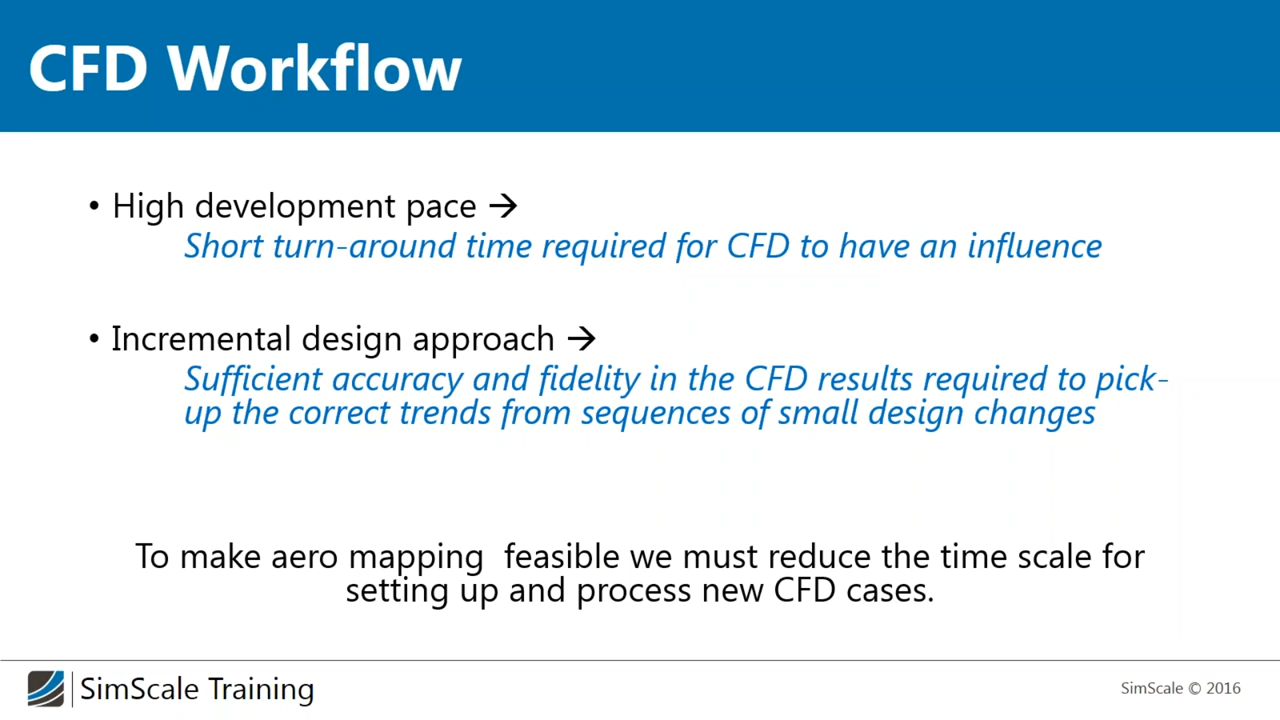 CFD Workflow
• High development pace →
Short turn-around time required for CFD to have an influence
• Incremental design approach →
Sufficient accuracy and fidelity in the CFD results required to pick-
up the correct trends from sequences of small design changes
To make aero mapping  feasible we must reduce the time scale for
setting up and process new CFD cases.
SimScale Training
SimScale © 2016